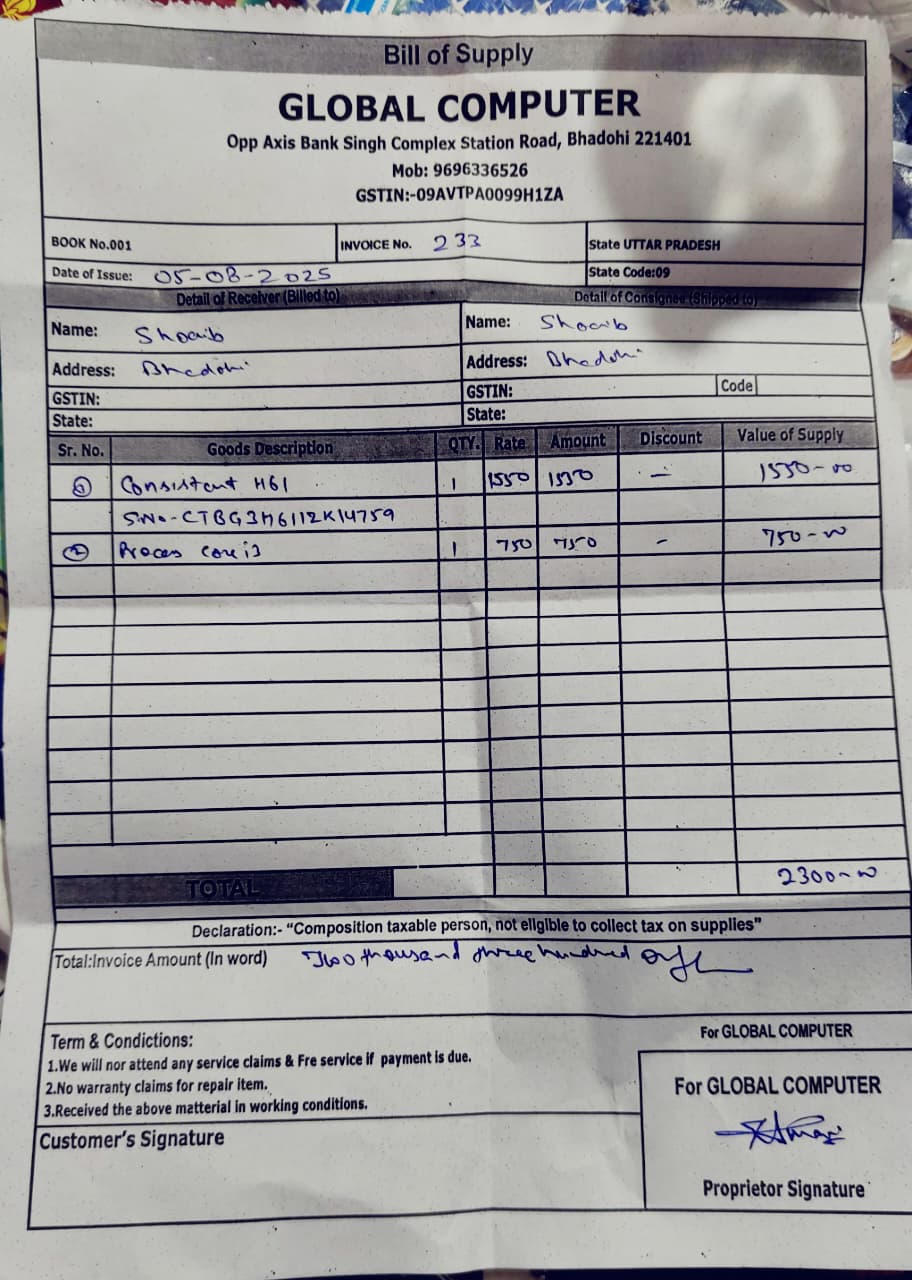 Bill of Supply
GLOBAL COMPUTER
Opp Axis Bank Singh Complex Station Road, Bhadohi 221401
Mob: 9696336526
GSTIN:-09AVTPA0099H1ZA
BOOK No.001 INVOICE No. 233 State UTTAR PRADESH
Date of Issue: 05-08-2025 State Code:09
Detail of Receiver (Billed to) Detall of Consignee (Shipped to)
Name: Shoaib Name: Shoaib
Address: Bhadohi Address: Bhadohi
GSTIN: GSTIN: Code
State: State:
Sr. No. Goods Description QTY. Rate Amount Discount Value of Supply
1 Consistent H61 1 1550 1550 – 1550-00
S.No-CTBG3H6112K14759
2 Proces core i3 1 750 750 - 750-00
TOTAL 2300-00
Declaration:- “Composition taxable person, not eligible to collect tax on supplies”
Total:Invoice Amount (In word) Two thousand three hundred only
For GLOBAL COMPUTER
Term & Condictions:
1.We will nor attend any service claims & Fre service if payment is due.
2.No warranty claims for repair item.
3.Received the above matterial in working conditions.
For GLOBAL COMPUTER
Customer's Signature
Proprietor Signature